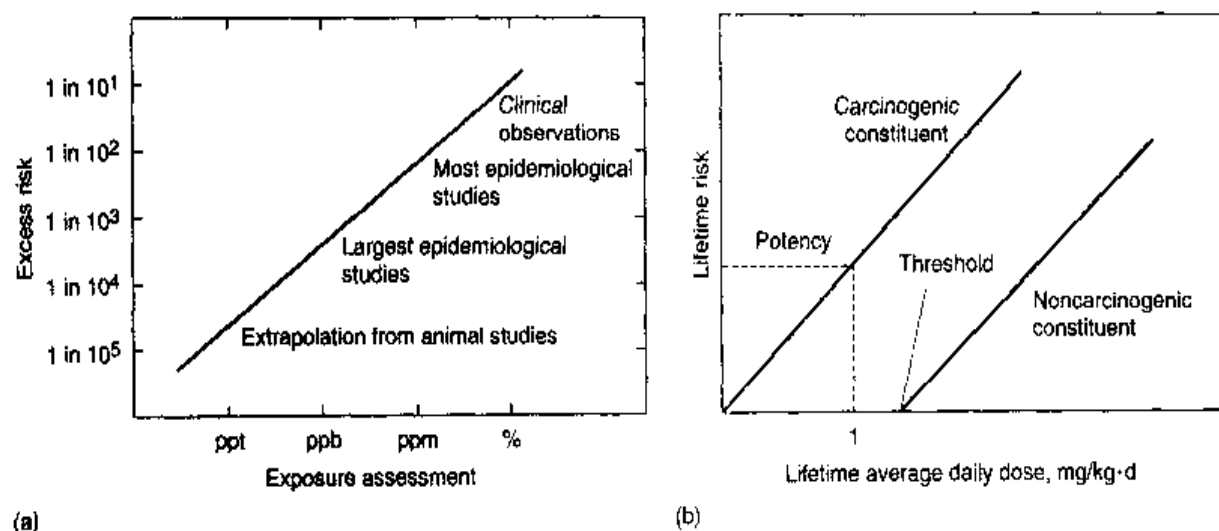 1 in 10¹
1 in 10²
1 in 10³
1 in 10⁴
1 in 10⁵
Excess risk
Clinical
observations
Most epidemiological
studies
Largest epidemiological
studies
Extrapolation from animal studies
ppt ppb ppm %
Exposure assessment
(a)
Lifetime risk
Carcinogenic
constituent
Potency
Threshold
Noncarcinogenic
constituent
1
Lifetime average daily dose, mg/kg·d
(b)